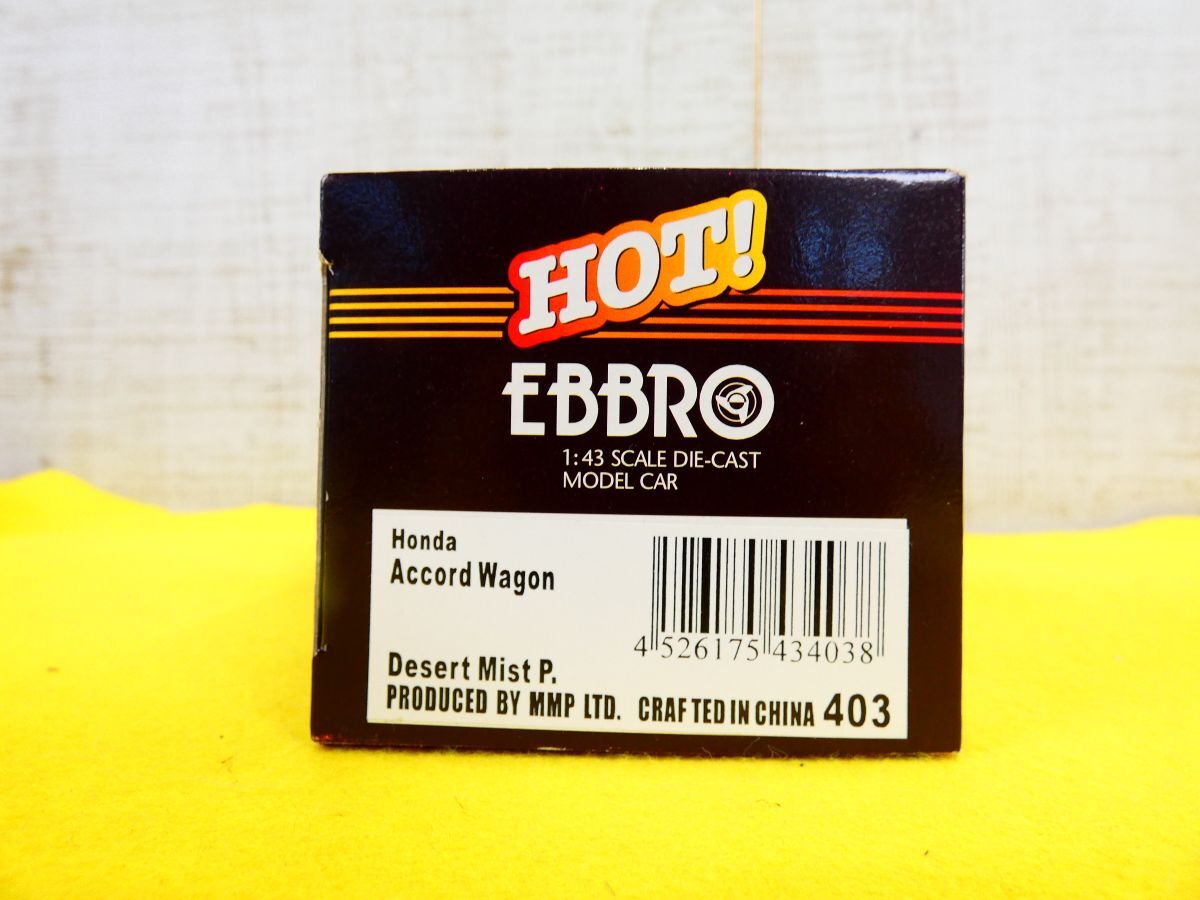 HOT!
EBBRO
1:43 SCALE DIE-CAST
MODEL CAR
Honda
Accord Wagon
4 526175 434038
Desert Mist P.
PRODUCED BY MMP LTD. CRAFTED IN CHINA 403